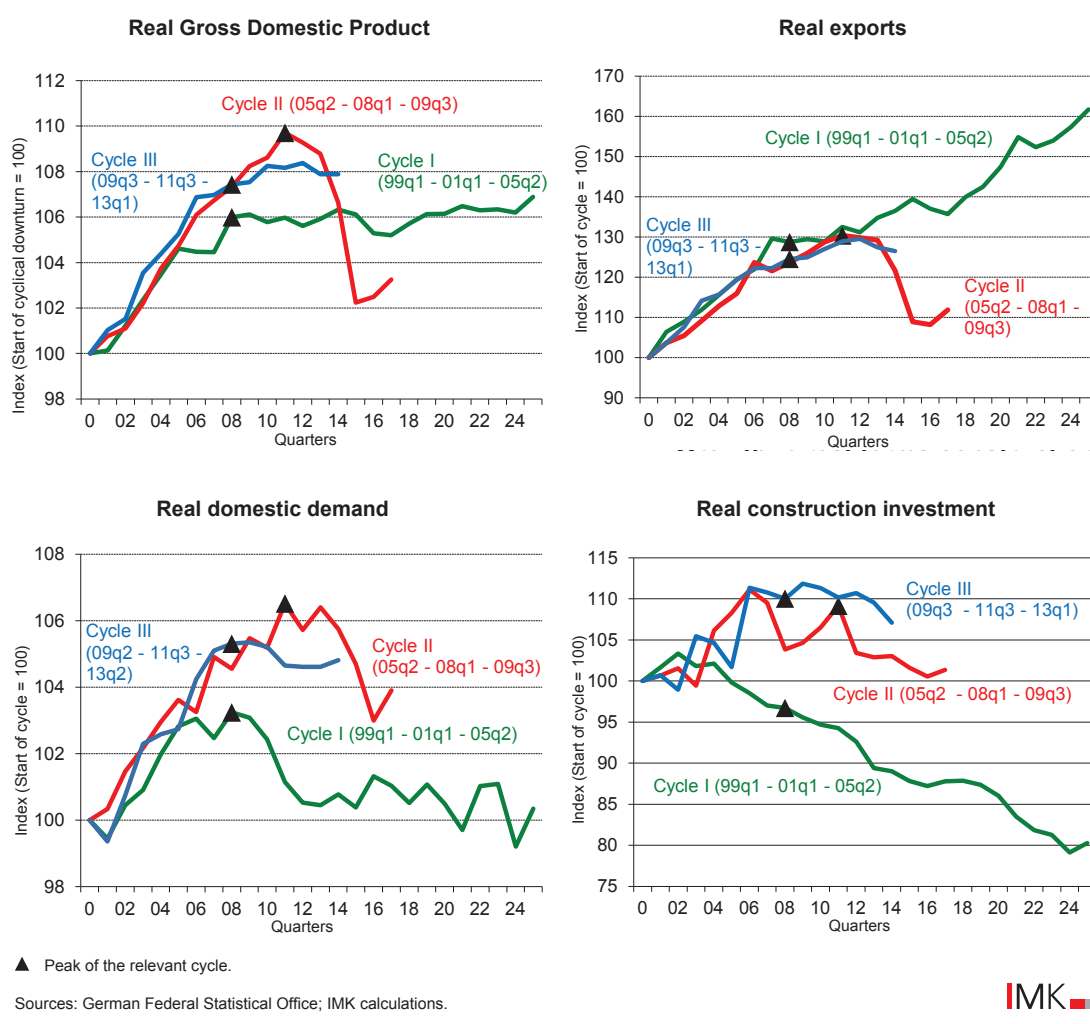 Real Gross Domestic Product
Index (Start of cyclical downturn = 100)
112
110
108
106
104
102
100
98
Cycle II (05q2 - 08q1 - 09q3)
Cycle III
(09q3 - 11q3 -
13q1)
Cycle I
(99q1 - 01q1 - 05q2)
0 02 04 06 08 10 12 14 16 18 20 22 24
Quarters
Real exports
Index (Start of cycle = 100)
170
160
150
140
130
120
110
100
90
Cycle I (99q1 - 01q1 - 05q2)
Cycle III
(09q3 - 11q3 -
13q1)
Cycle II
(05q2 - 08q1 -
09q3)
0 02 04 06 08 10 12 14 16 18 20 22 24
Quarters
Real domestic demand
Index (Start of cycle = 100)
108
106
104
102
100
98
Cycle III
(09q2 - 11q3 -
13q2)
Cycle II
(05q2 - 08q1 - 09q3)
Cycle I (99q1 - 01q1 - 05q2)
0 02 04 06 08 10 12 14 16 18 20 22 24
Quarters
Real construction investment
Index (Start of cycle = 100)
115
110
105
100
95
90
85
80
75
Cycle III
(09q3 - 11q3 - 13q1)
Cycle II (05q2 - 08q1 - 09q3)
Cycle I (99q1 - 01q1 - 05q2)
0 02 04 06 08 10 12 14 16 18 20 22 24
Quarters
▲ Peak of the relevant cycle.
Sources: German Federal Statistical Office; IMK calculations.
IMK